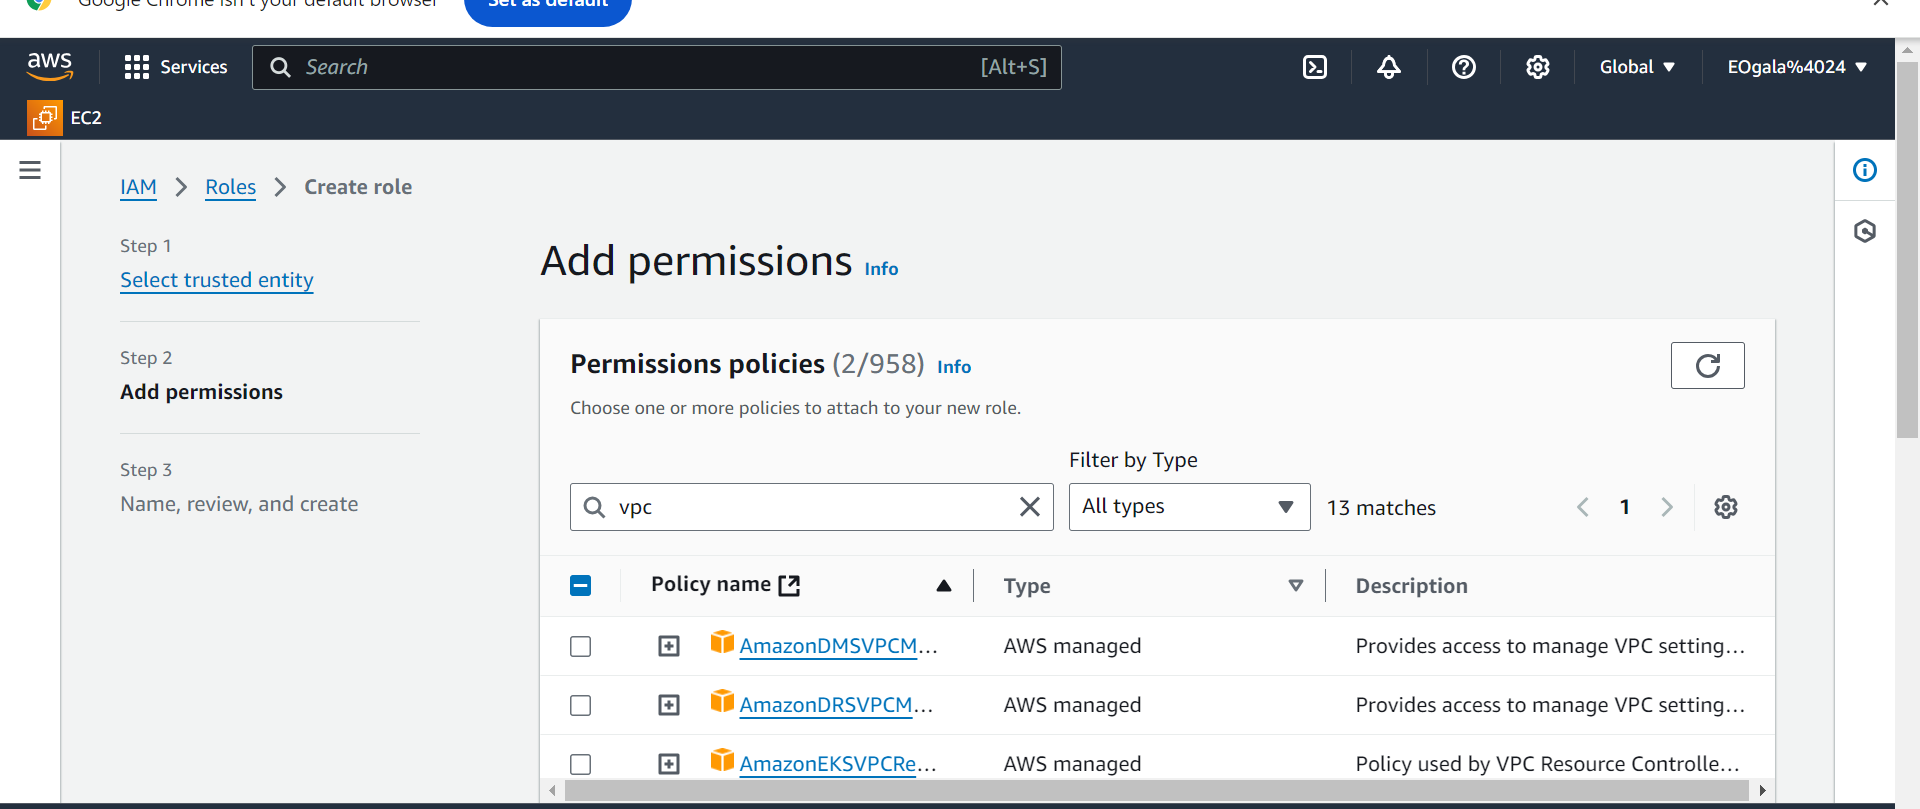 Google Chrome isn't your default browser
Set as default
aws
Services
Search
[Alt+S]
Global
EOgala%4024
EC2
IAM
Roles
Create role
Step 1
Select trusted entity
Step 2
Add permissions
Step 3
Name, review, and create
Add permissions Info
Permissions policies (2/958) Info
Choose one or more policies to attach to your new role.
Filter by Type
vpc
All types
13 matches
1
Policy name
Type
Description
AmazonDMSVPCM... AWS managed Provides access to manage VPC setting...
AmazonDRSVPCM... AWS managed Provides access to manage VPC setting...
AmazonEKSVPCRe... AWS managed Policy used by VPC Resource Controlle...